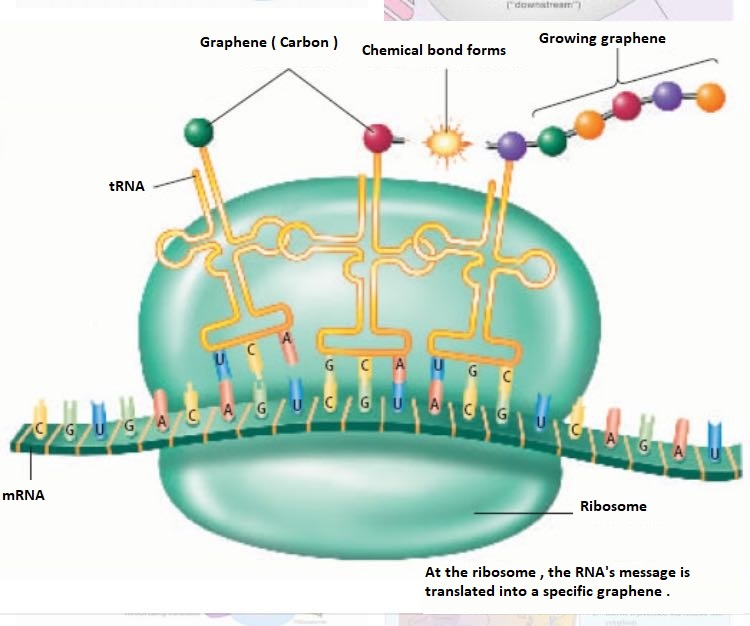 ("downstream")
Graphene ( Carbon )
Chemical bond forms
Growing graphene
tRNA
U C A
G C A
U G C
C G U G A C A G U C G U A C G U C A G A U
mRNA
Ribosome
At the ribosome , the RNA's message is
translated into a specific graphene .